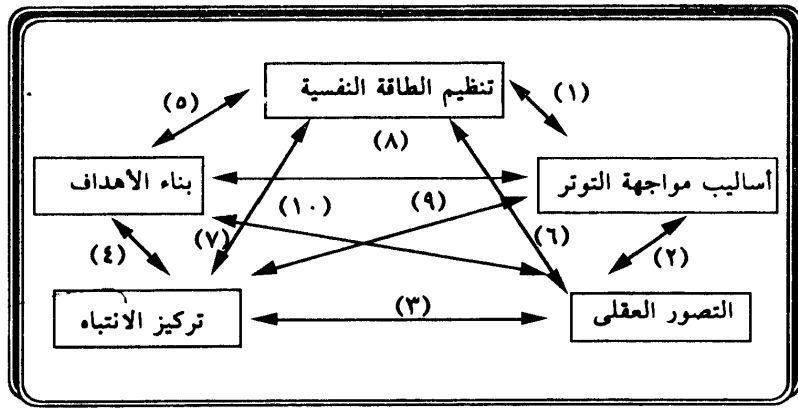 تنظيم الطاقة النفسية
(١)
(٥)
(٨)
أساليب مواجهة التوتر
بناء الأهداف
(٩)
(١٠)
(٦)
(٧)
(٢)
(٤)
التصور العقلى
(٣)
تركيز الانتباه